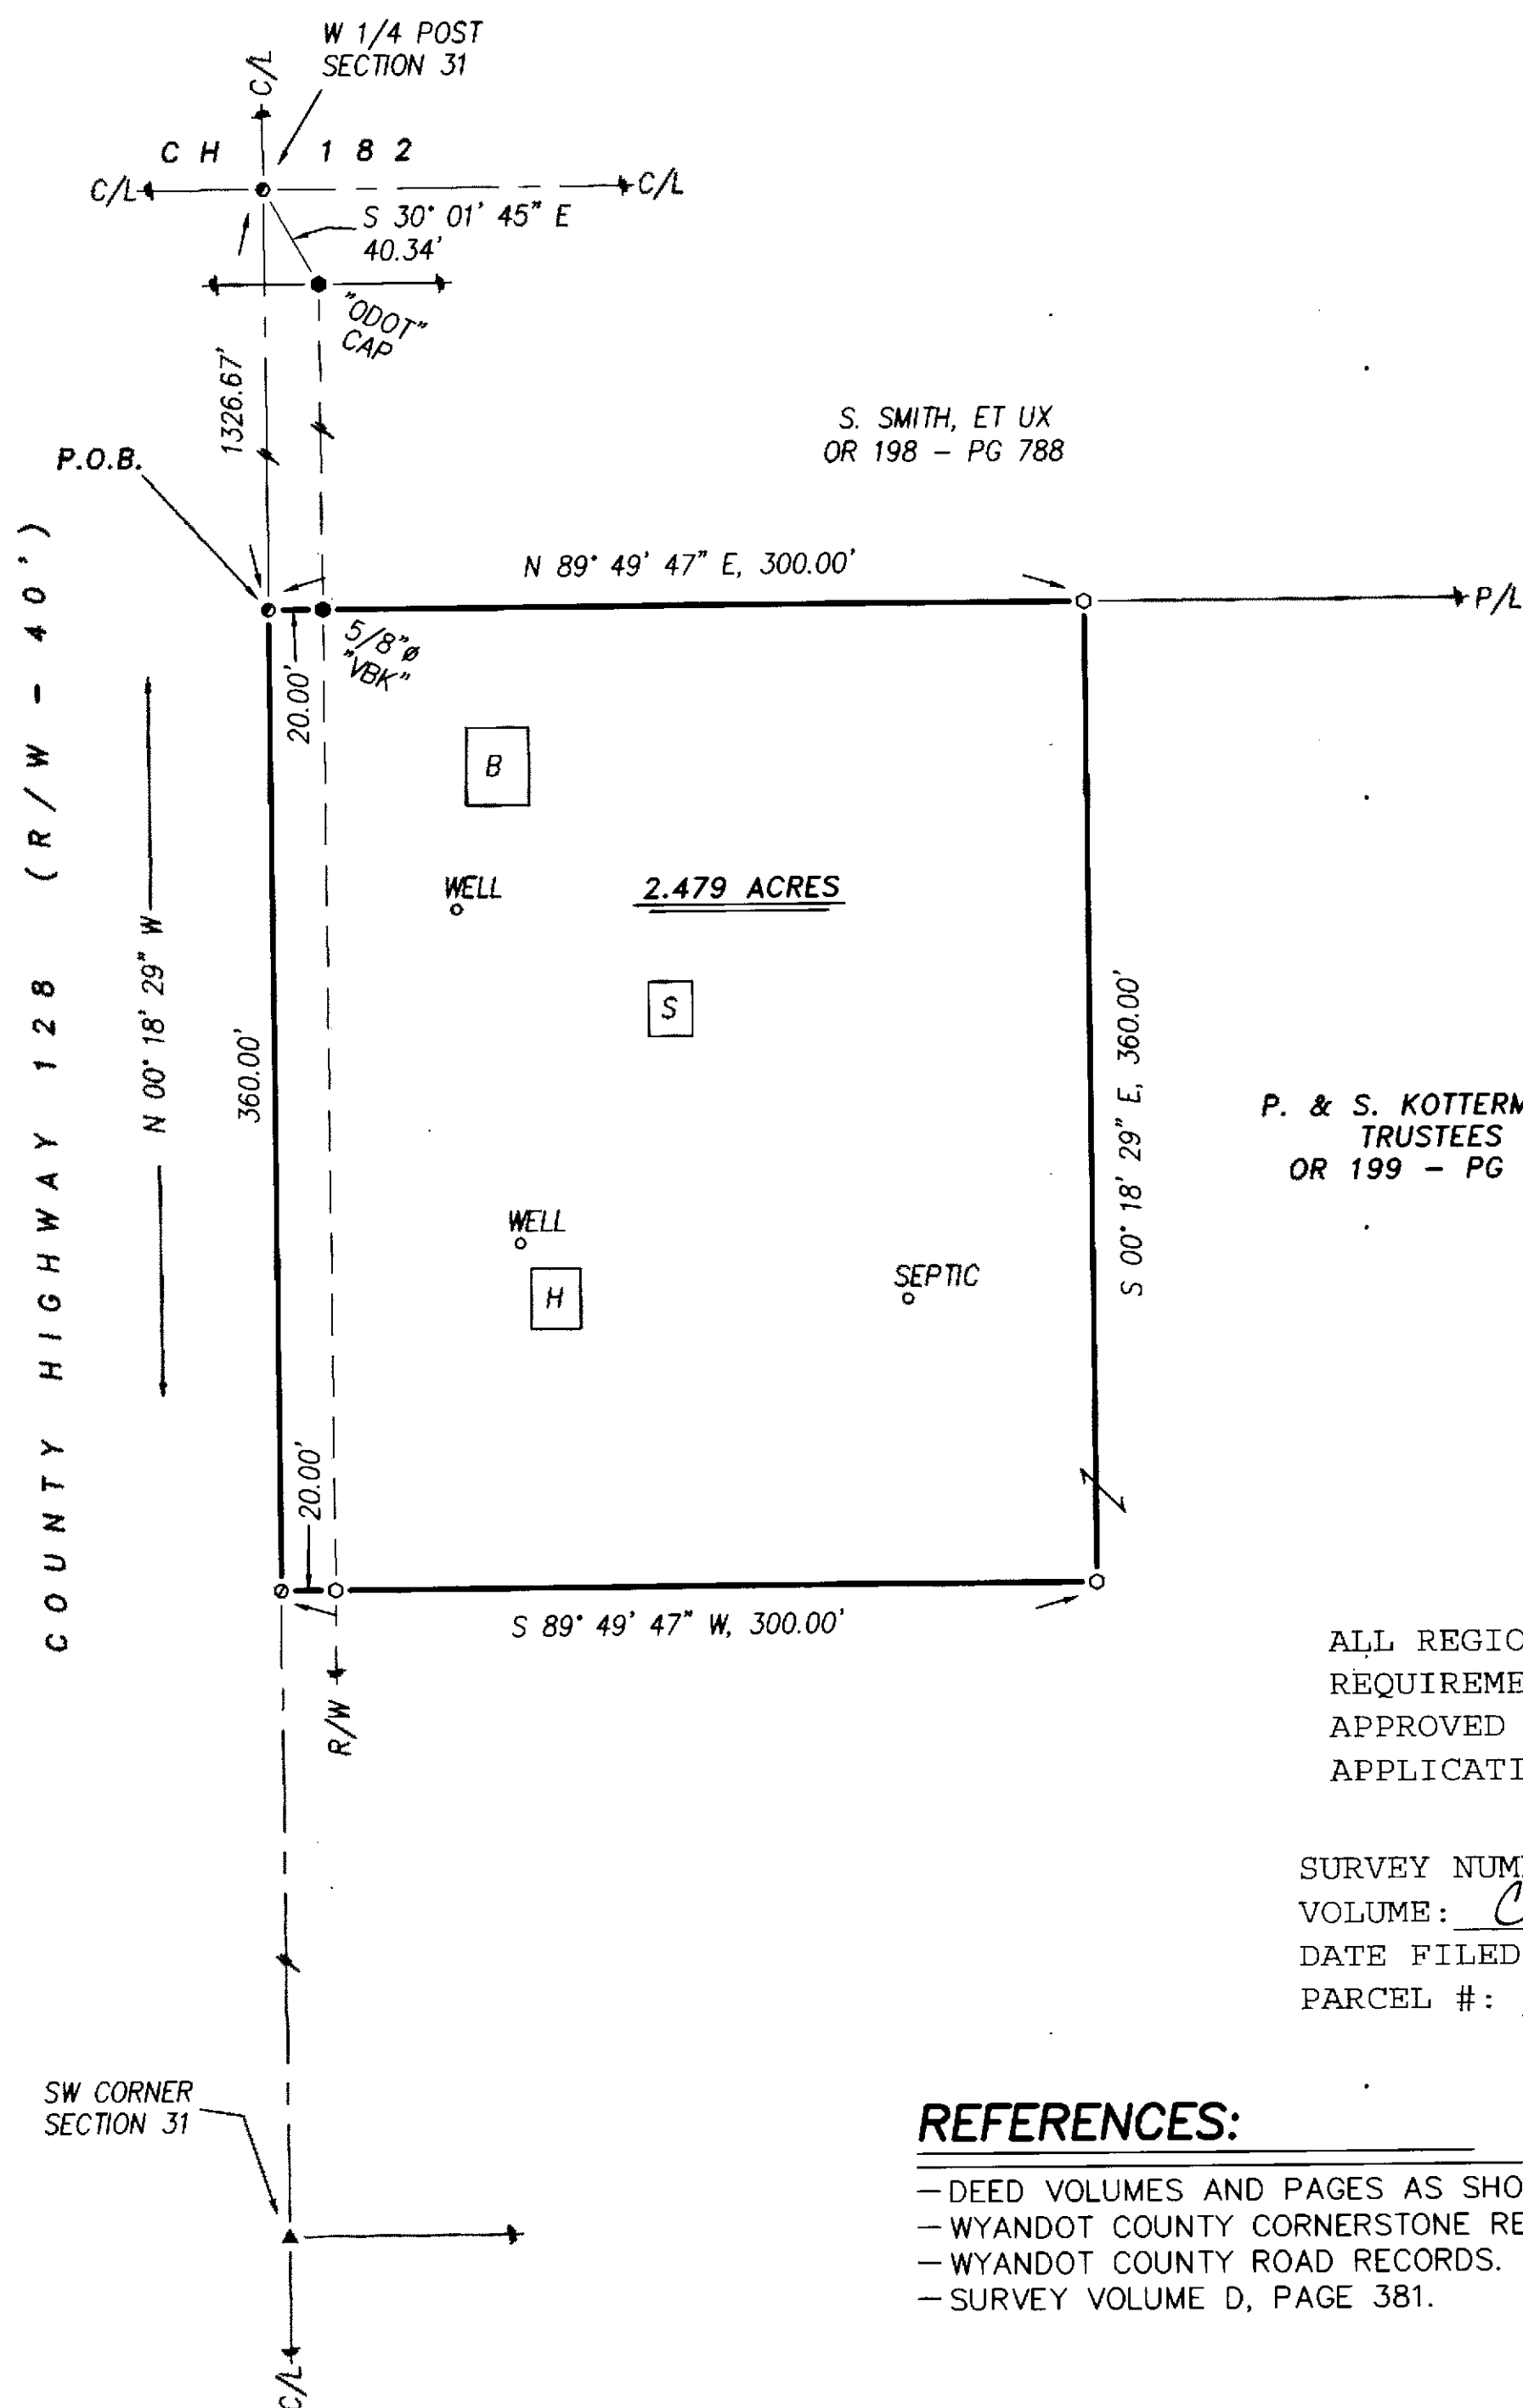 W 1/4 POST
SECTION 31
C/L
C H 1 8 2
C/L
C/L
S 30° 01' 45" E
40.34'
"ODOT"
CAP
1326.67'
S. SMITH, ET UX
OR 198 - PG 788
P.O.B.
N 89° 49' 47" E, 300.00'
P/L
5/8"ø
"VBK"
20.00'
B
WELL
2.479 ACRES
S
COUNTY HIGHWAY 128 (R/W - 40')
N 00° 18' 29" W
360.00'
S 00° 18' 29" E, 360.00'
P. & S. KOTTERM
TRUSTEES
OR 199 - PG
WELL
H
SEPTIC
20.00'
S 89° 49' 47" W, 300.00'
R/W
ALL REGIO
REQUIREME
APPROVED
APPLICATI
SURVEY NUM
VOLUME: C
DATE FILED
PARCEL #:
SW CORNER
SECTION 31
C/L
REFERENCES:
- DEED VOLUMES AND PAGES AS SHO
- WYANDOT COUNTY CORNERSTONE RE
- WYANDOT COUNTY ROAD RECORDS.
- SURVEY VOLUME D, PAGE 381.